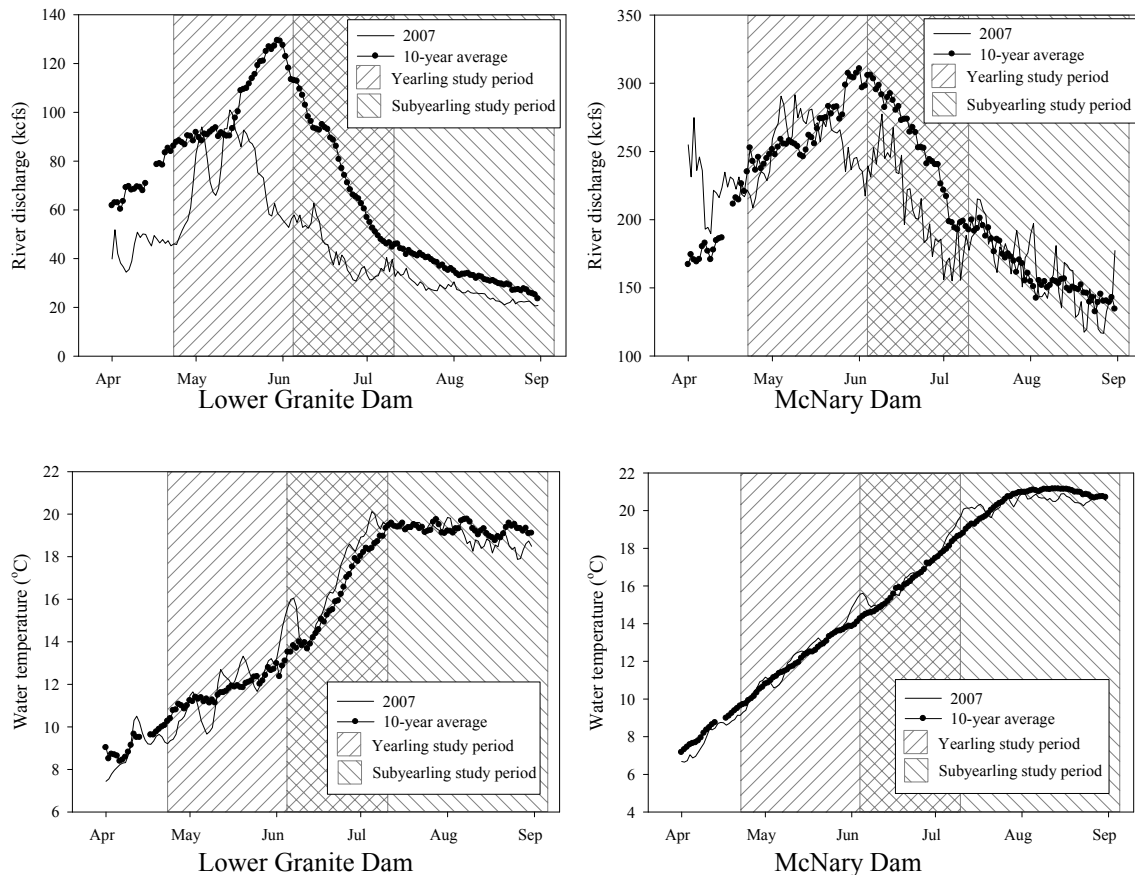 River discharge (kcfs)
140
120
100
80
60
40
20
0
2007
10-year average
Yearling study period
Subyearling study period
Apr May Jun Jul Aug Sep
Lower Granite Dam
River discharge (kcfs)
350
300
250
200
150
100
2007
10-year average
Yearling study period
Subyearling study period
Apr May Jun Jul Aug Sep
McNary Dam
Water temperature (°C)
22
20
18
16
14
12
10
8
6
2007
10-year average
Yearling study period
Subyearling study period
Apr May Jun Jul Aug Sep
Lower Granite Dam
Water temperature (°C)
22
20
18
16
14
12
10
8
6
4
2007
10-year average
Yearling study period
Subyearling study period
Apr May Jun Jul Aug Sep
McNary Dam